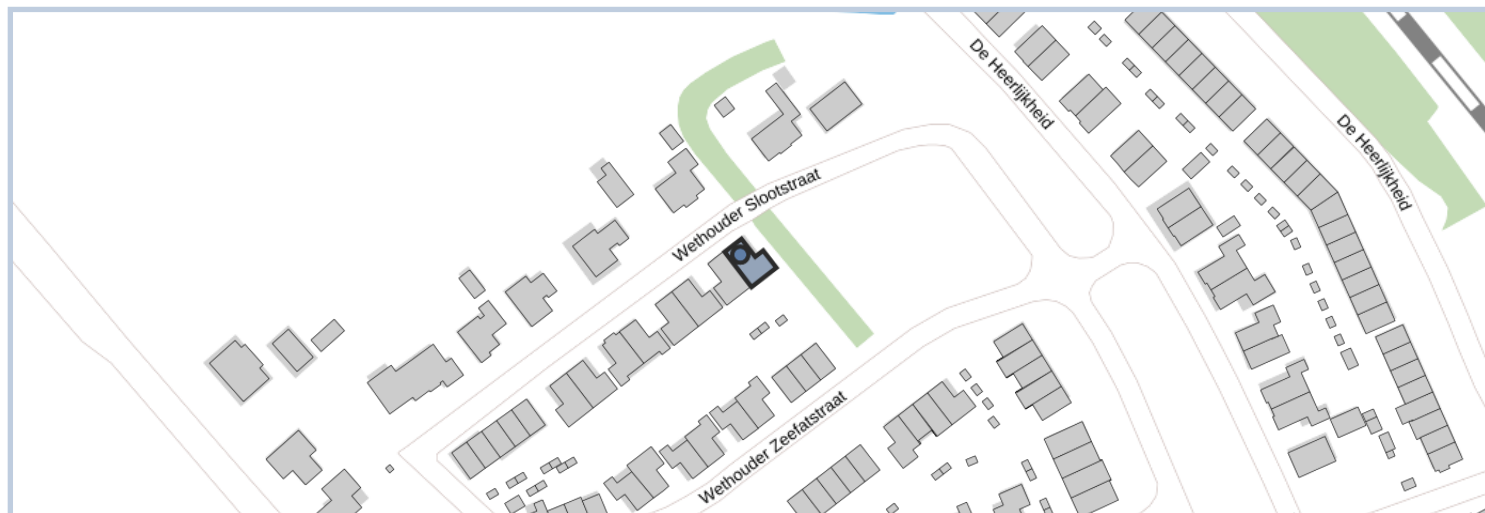 De Heerlijkheid
De Heerlijkheid
Wethouder Slootstraat
Wethouder Zeefatstraat